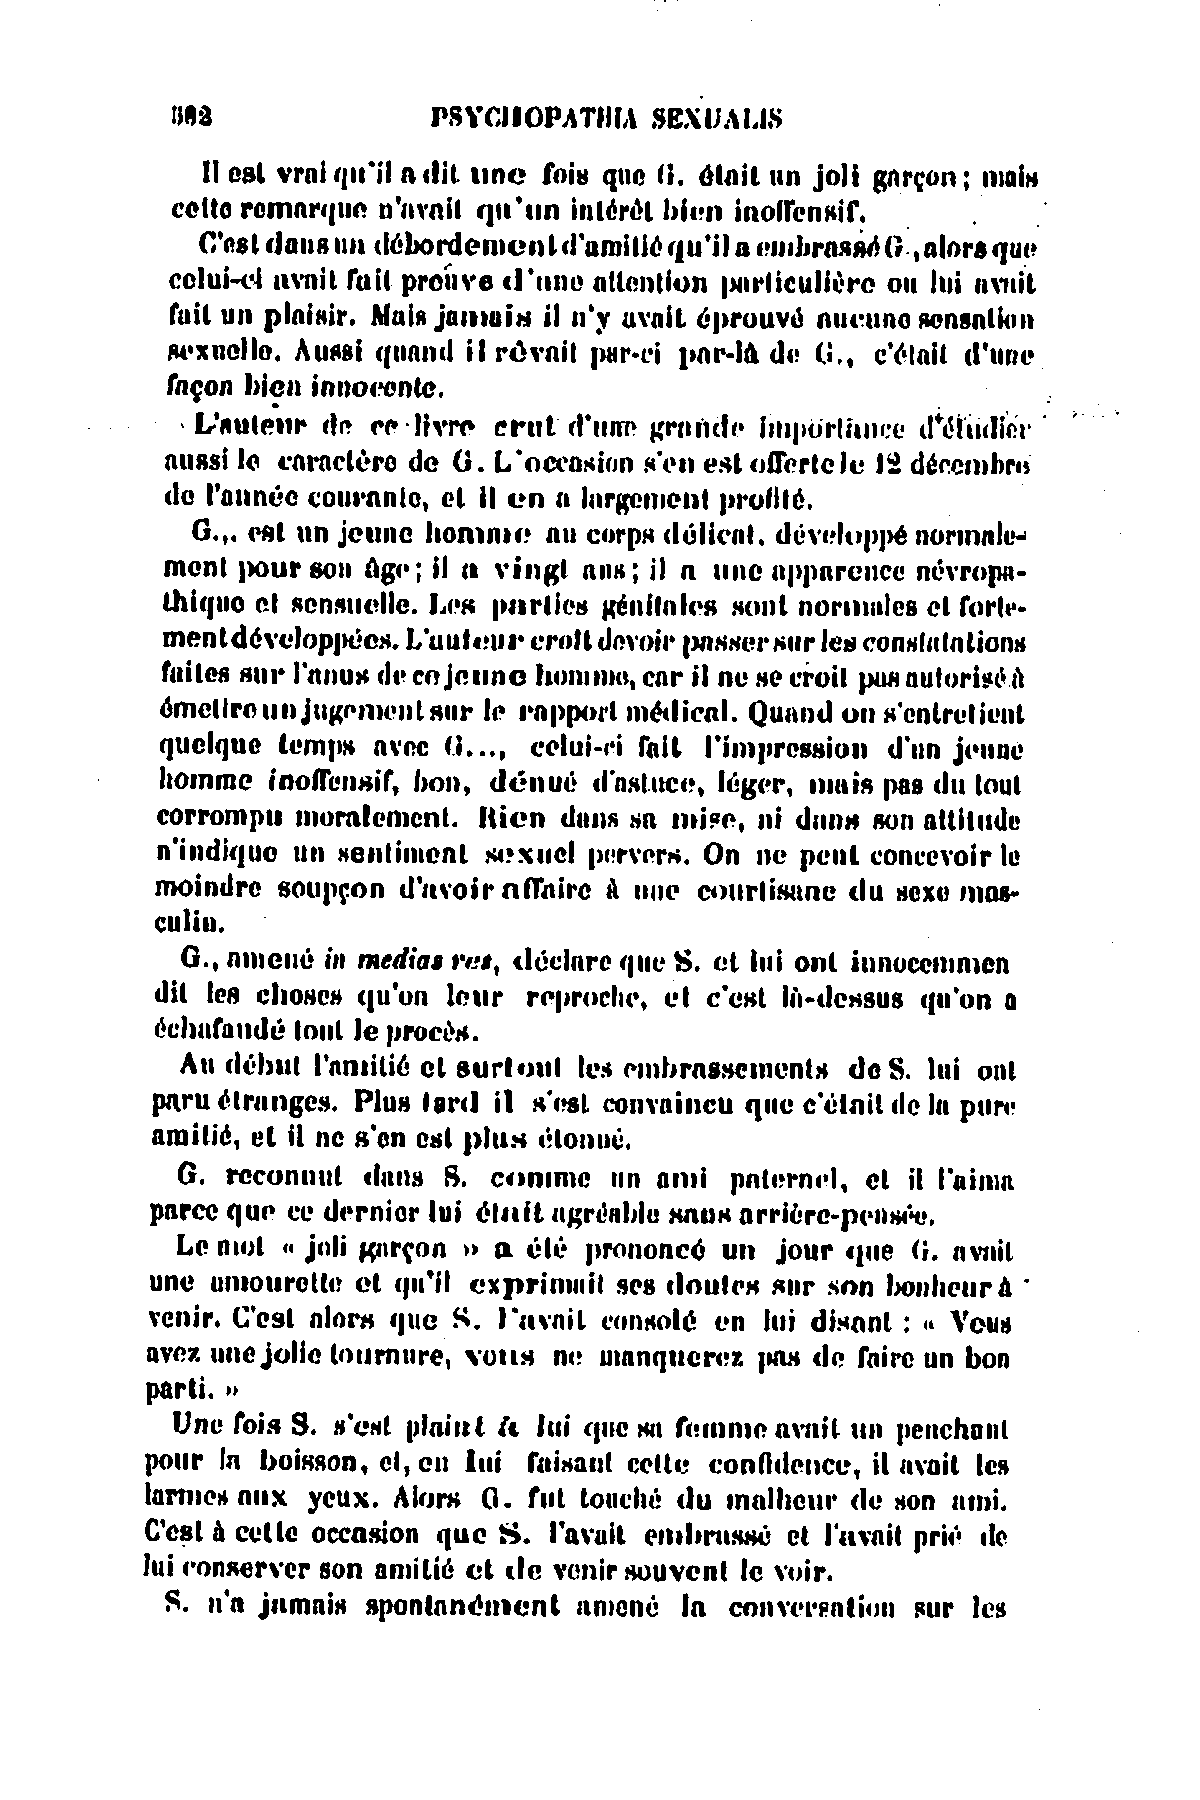 PSYCHOPATHIA SEXUALIS
Il est vrai qu'il a dit une fois que G. était un joli garçon; mais
cette remarque n'avait qu'un intérêt bien inoffensif.
C'est dans un débordement d'amitié qu'il a embrassé G., alors que
celui-ci avait fait preuve d'une attention particulière ou lui avait
fait un plaisir. Mais jamais il n'y avait éprouvé aucune sensation
sexuelle. Aussi quand il rêvait par-ci par-là de G., c'était d'une
façon bien innocente.
L'auteur de ce livre crut d'une grande importance d'étudier
aussi le caractère de G. L'occasion s'en est offerte le 12 décembre
de l'année courante, et il en a largement profité.
G... est un jeune homme au corps délicat, développé normale-
ment pour son âge; il a vingt ans; il a une apparence névropa-
thique et sensuelle. Les parties génitales sont normales et forte-
ment développées. L'auteur croit devoir passer sur les constatations
faites sur l'anus de ce jeune homme, car il ne se croit pas autorisé à
émettre un jugement sur le rapport médical. Quand on s'entretient
quelque temps avec G..., celui-ci fait l'impression d'un jeune
homme inoffensif, bon, dénué d'astuce, léger, mais pas du tout
corrompu moralement. Rien dans sa mise, ni dans son attitude
n'indique un sentiment sexuel pervers. On ne peut concevoir le
moindre soupçon d'avoir affaire à une courtisane du sexe mas-
culin.
G., amené in medias res, déclare que S. et lui ont innocemmen
dit les choses qu'on leur reproche, et c'est là-dessus qu'on a
échafaudé tout le procès.
Au début l'amitié et surtout les embrassements de S. lui ont
paru étranges. Plus tard il s'est convaincu que c'était de la pure
amitié, et il ne s'en est plus étonné.
G. reconnut dans S. comme un ami paternel, et il l'aima
parce que ce dernier lui était agréable sans arrière-pensée.
Le mot « joli garçon » a été prononcé un jour que G. avait
une amourette et qu'il exprimait ses doutes sur son bonheur à
venir. C'est alors que S. l'avait consolé en lui disant : « Vous
avez une jolie tournure, vous ne manquerez pas de faire un bon
parti. »
Une fois S. s'est plaint à lui que sa femme avait un penchant
pour la boisson, et, en lui faisant cette confidence, il avait les
larmes aux yeux. Alors G. fut touché du malheur de son ami.
C'est à cette occasion que S. l'avait embrassé et l'avait prié de
lui conserver son amitié et de venir souvent le voir.
S. n'a jamais spontanément amené la conversation sur les